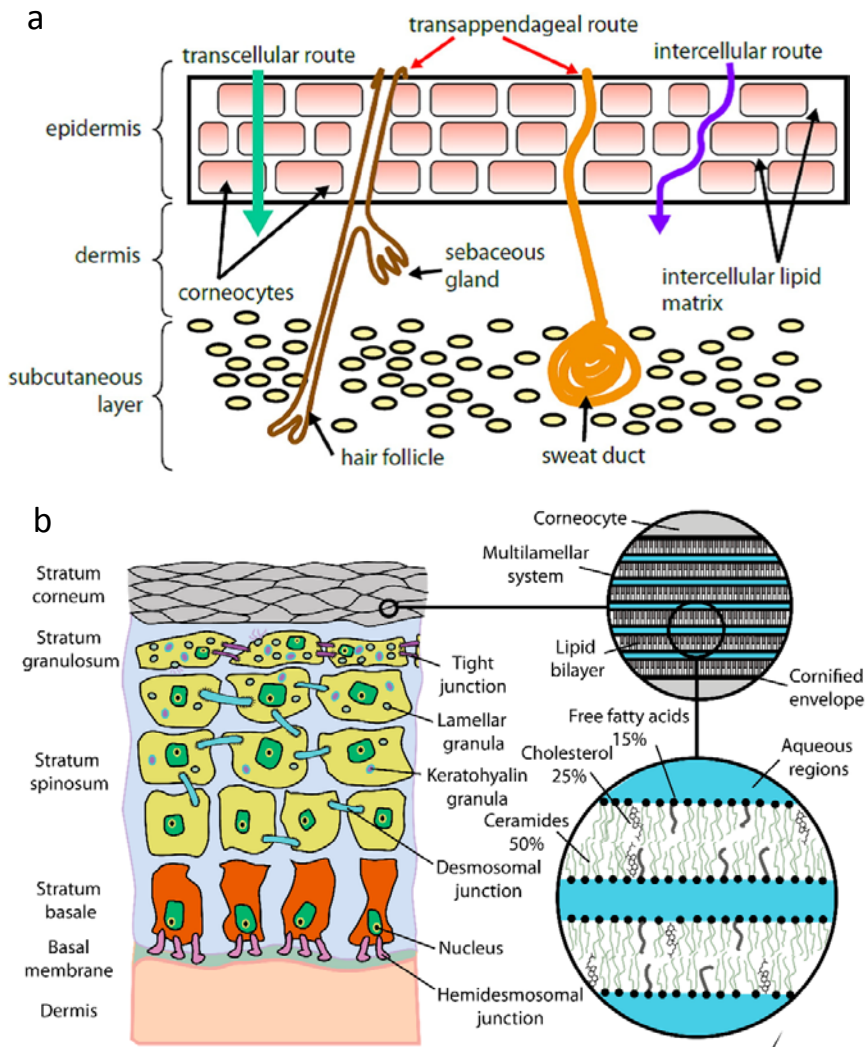 a
transappendageal route
transcellular route
intercellular route
epidermis
dermis
sebaceous
gland
corneocytes
intercellular lipid
matrix
subcutaneous
layer
hair follicle
sweat duct
b
Corneocyte
Multilamellar
system
Lipid
bilayer
Cornified
envelope
Stratum
corneum
Stratum
granulosum
Tight
junction
Lamellar
granula
Free fatty acids
15%
Cholesterol
25%
Aqueous
regions
Stratum
spinosum
Keratohyalin
granula
Ceramides
50%
Desmosomal
junction
Stratum
basale
Nucleus
Basal
membrane
Hemidesmosomal
junction
Dermis